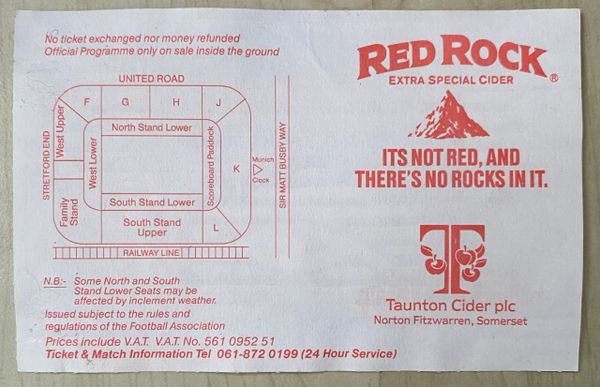 No ticket exchanged nor money refunded
Official Programme only on sale inside the ground
UNITED ROAD
F
G
H
J
STRETFORD END
West Upper
West Lower
North Stand Lower
Scoreboard Paddock
K
Munich
Clock
SIR MATT BUSBY WAY
Family
Stand
South Stand Lower
South Stand
Upper
L
RAILWAY LINE
N.B:- Some North and South
Stand Lower Seats may be
affected by inclement weather.
Issued subject to the rules and
regulations of the Football Association
Prices include V.A.T. V.A.T. No. 561 0952 51
Ticket & Match Information Tel 061-872 0199 (24 Hour Service)
RED ROCK®
EXTRA SPECIAL CIDER
ITS NOT RED, AND
THERE'S NO ROCKS IN IT.
T
Taunton Cider plc
Norton Fitzwarren, Somerset